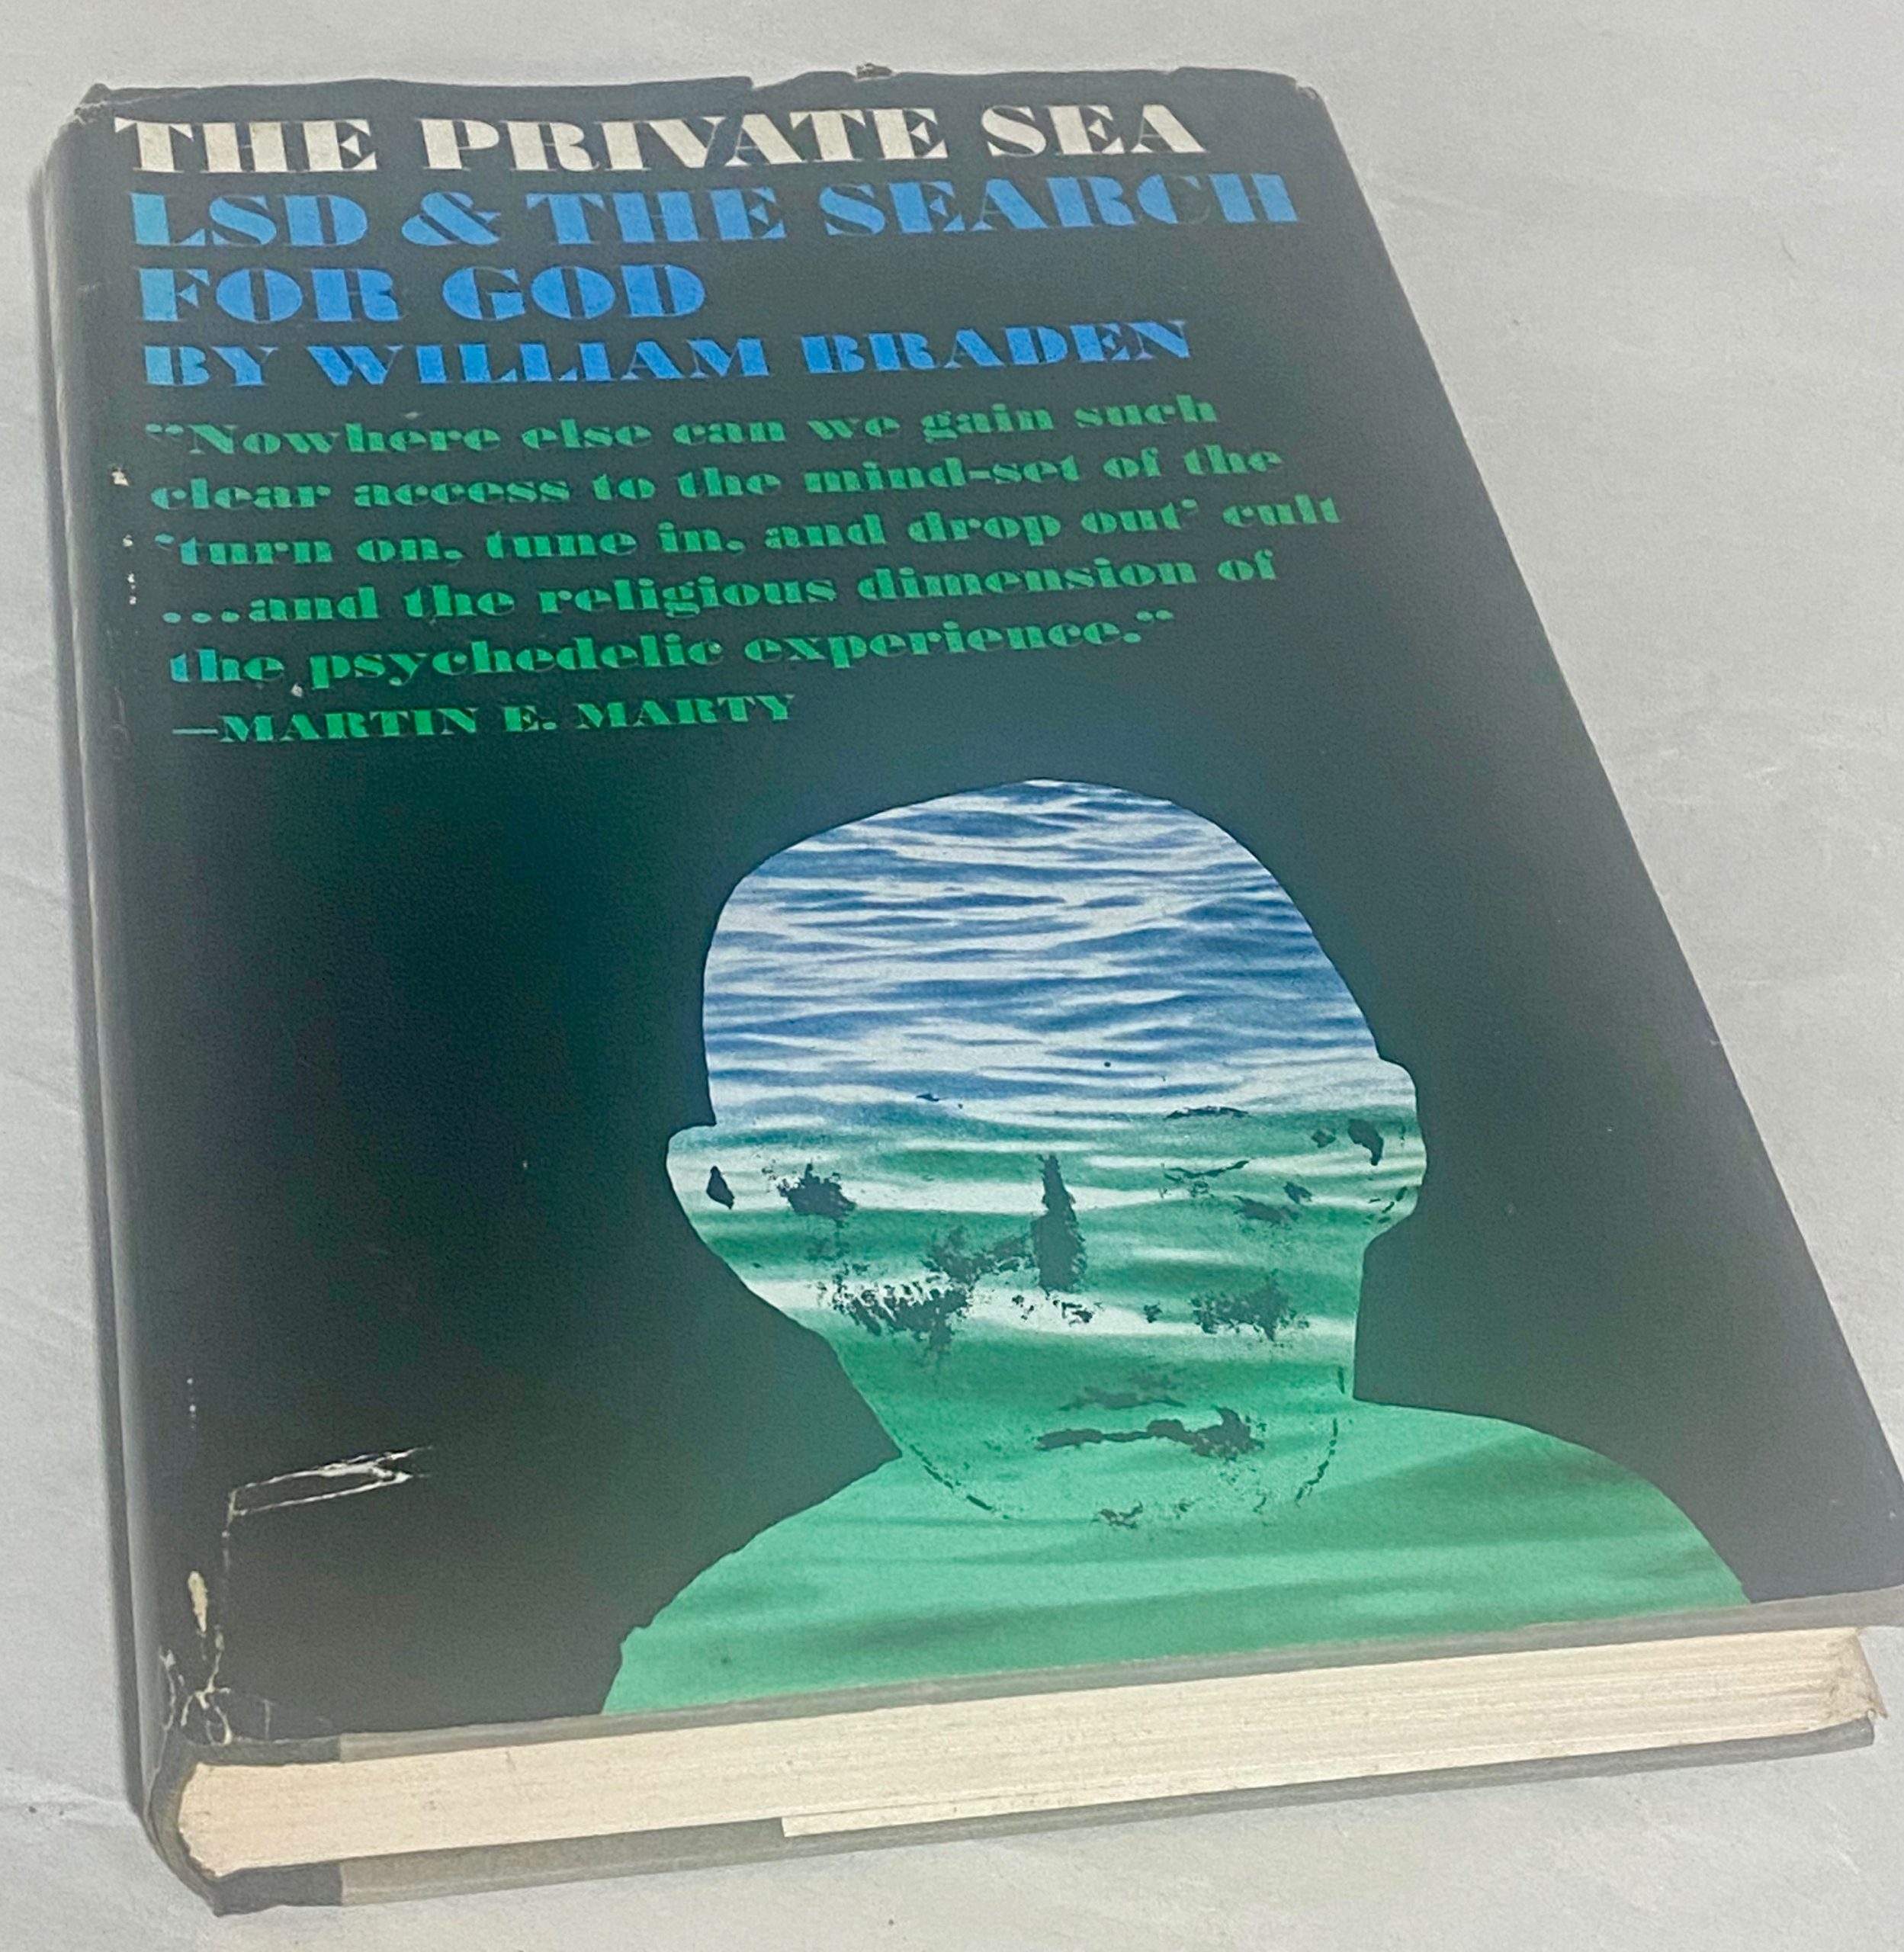 THE PRIVATE SEA
LSD & THE SEARCH
FOR GOD
BY WILLIAM BRADEN
"Nowhere else can we gain such
clear access to the mind-set of the
'turn on, tune in, and drop out' cult
...and the religious dimension of
the psychedelic experience."
—MARTIN E. MARTY